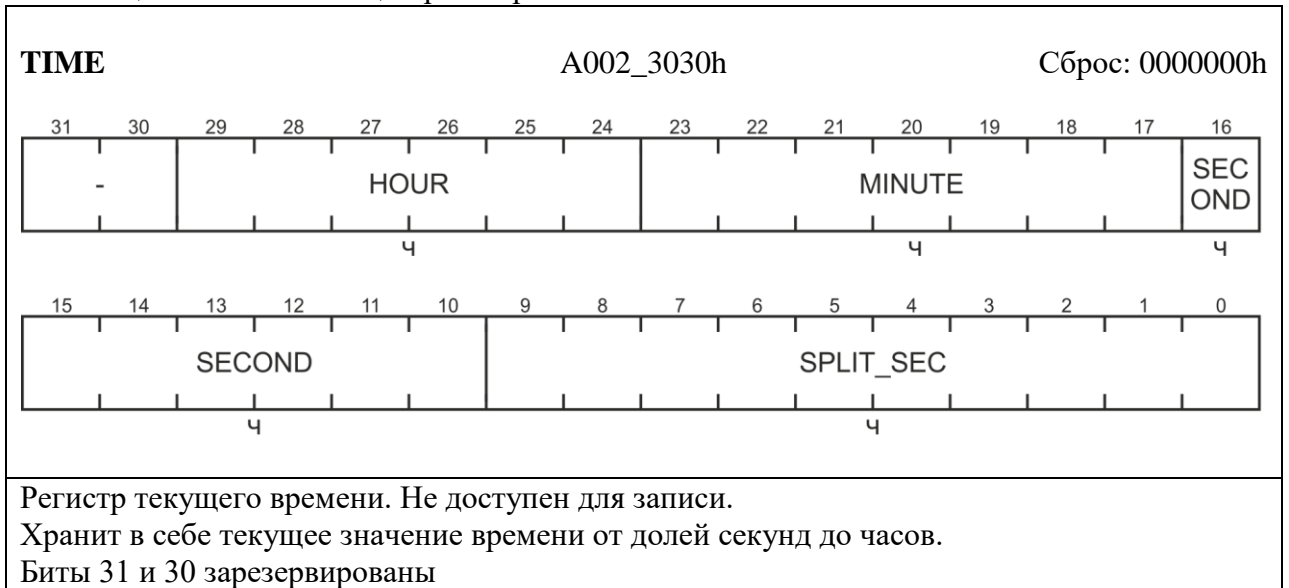 TIME A002_3030h Сброс: 0000000h
31 30 29 28 27 26 25 24 23 22 21 20 19 18 17 16
- HOUR MINUTE SEC
OND
ч ч ч
15 14 13 12 11 10 9 8 7 6 5 4 3 2 1 0
SECOND SPLIT_SEC
ч ч
Регистр текущего времени. Не доступен для записи.
Хранит в себе текущее значение времени от долей секунд до часов.
Биты 31 и 30 зарезервированы